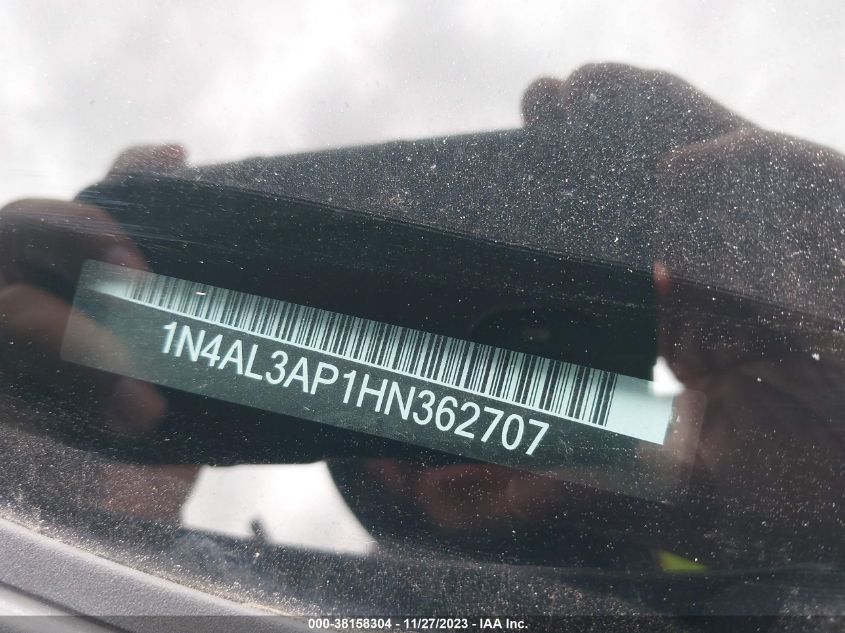 1N4AL3AP1HN362707
000-38158304 - 11/27/2023 - IAA Inc.